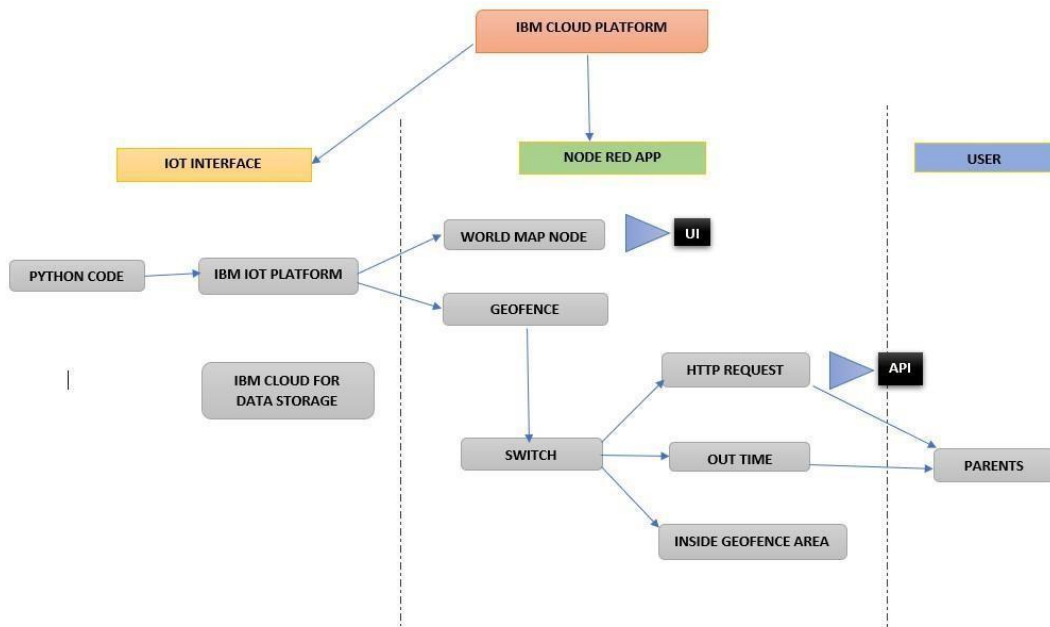 IBM CLOUD PLATFORM
IOT INTERFACE
NODE RED APP
USER
WORLD MAP NODE
UI
PYTHON CODE
IBM IOT PLATFORM
GEOFENCE
IBM CLOUD FOR
DATA STORAGE
HTTP REQUEST
API
SWITCH
OUT TIME
PARENTS
INSIDE GEOFENCE AREA